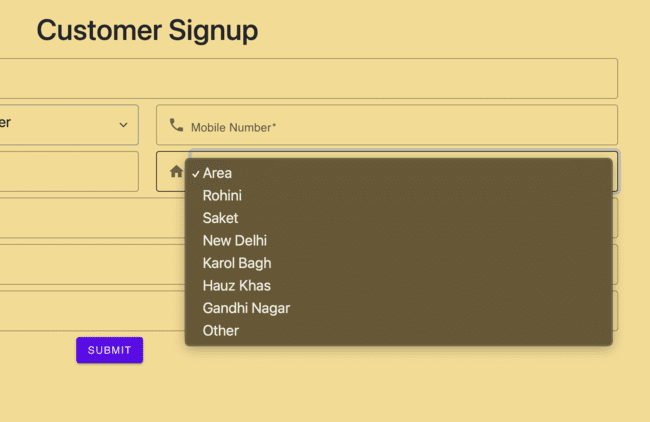 Customer Signup
er
Mobile Number*
✓ Area
Rohini
Saket
New Delhi
Karol Bagh
Hauz Khas
Gandhi Nagar
Other
SUBMIT